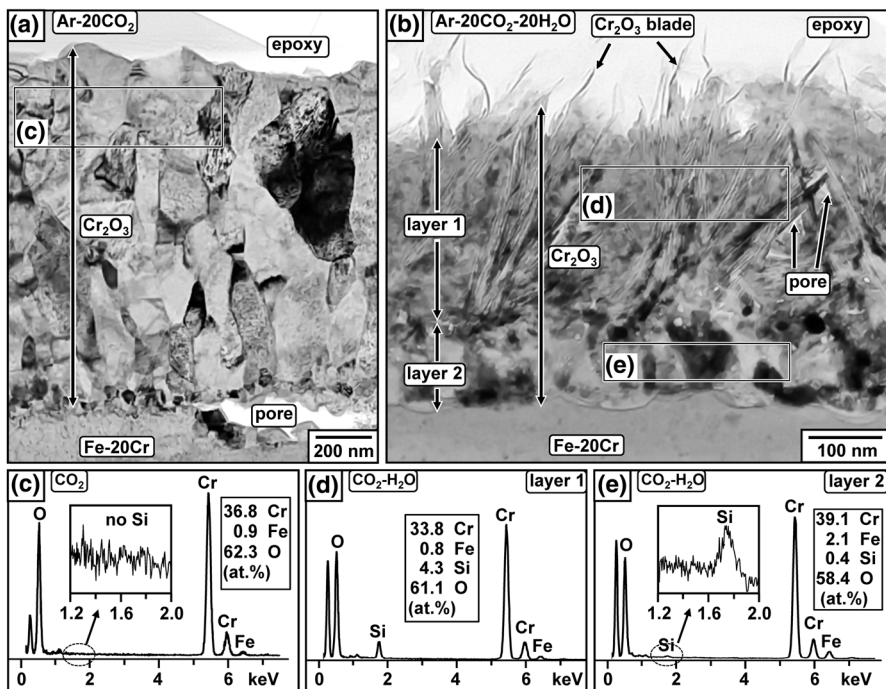 (a)
Ar-20CO₂
epoxy
(c)
Cr₂O₃
pore
Fe-20Cr
200 nm
(b)
Ar-20CO₂-20H₂O
Cr₂O₃ blade
epoxy
layer 1
(d)
Cr₂O₃
pore
layer 2
(e)
Fe-20Cr
100 nm
(c)
CO₂
O
no Si
1.2 1.4 1.6 1.8 2.0
Cr
36.8 Cr
0.9 Fe
62.3 O
(at.%)
Cr
Fe
0 2 4 6 keV
(d)
CO₂-H₂O
layer 1
O
Si
33.8 Cr
0.8 Fe
4.3 Si
61.1 O
(at.%)
Cr
Cr
Fe
0 2 4 6 keV
(e)
CO₂-H₂O
layer 2
O
Si
1.2 1.6 2.0
Si
Cr
39.1 Cr
2.1 Fe
0.4 Si
58.4 O
(at.%)
Cr
Fe
0 2 4 6 keV